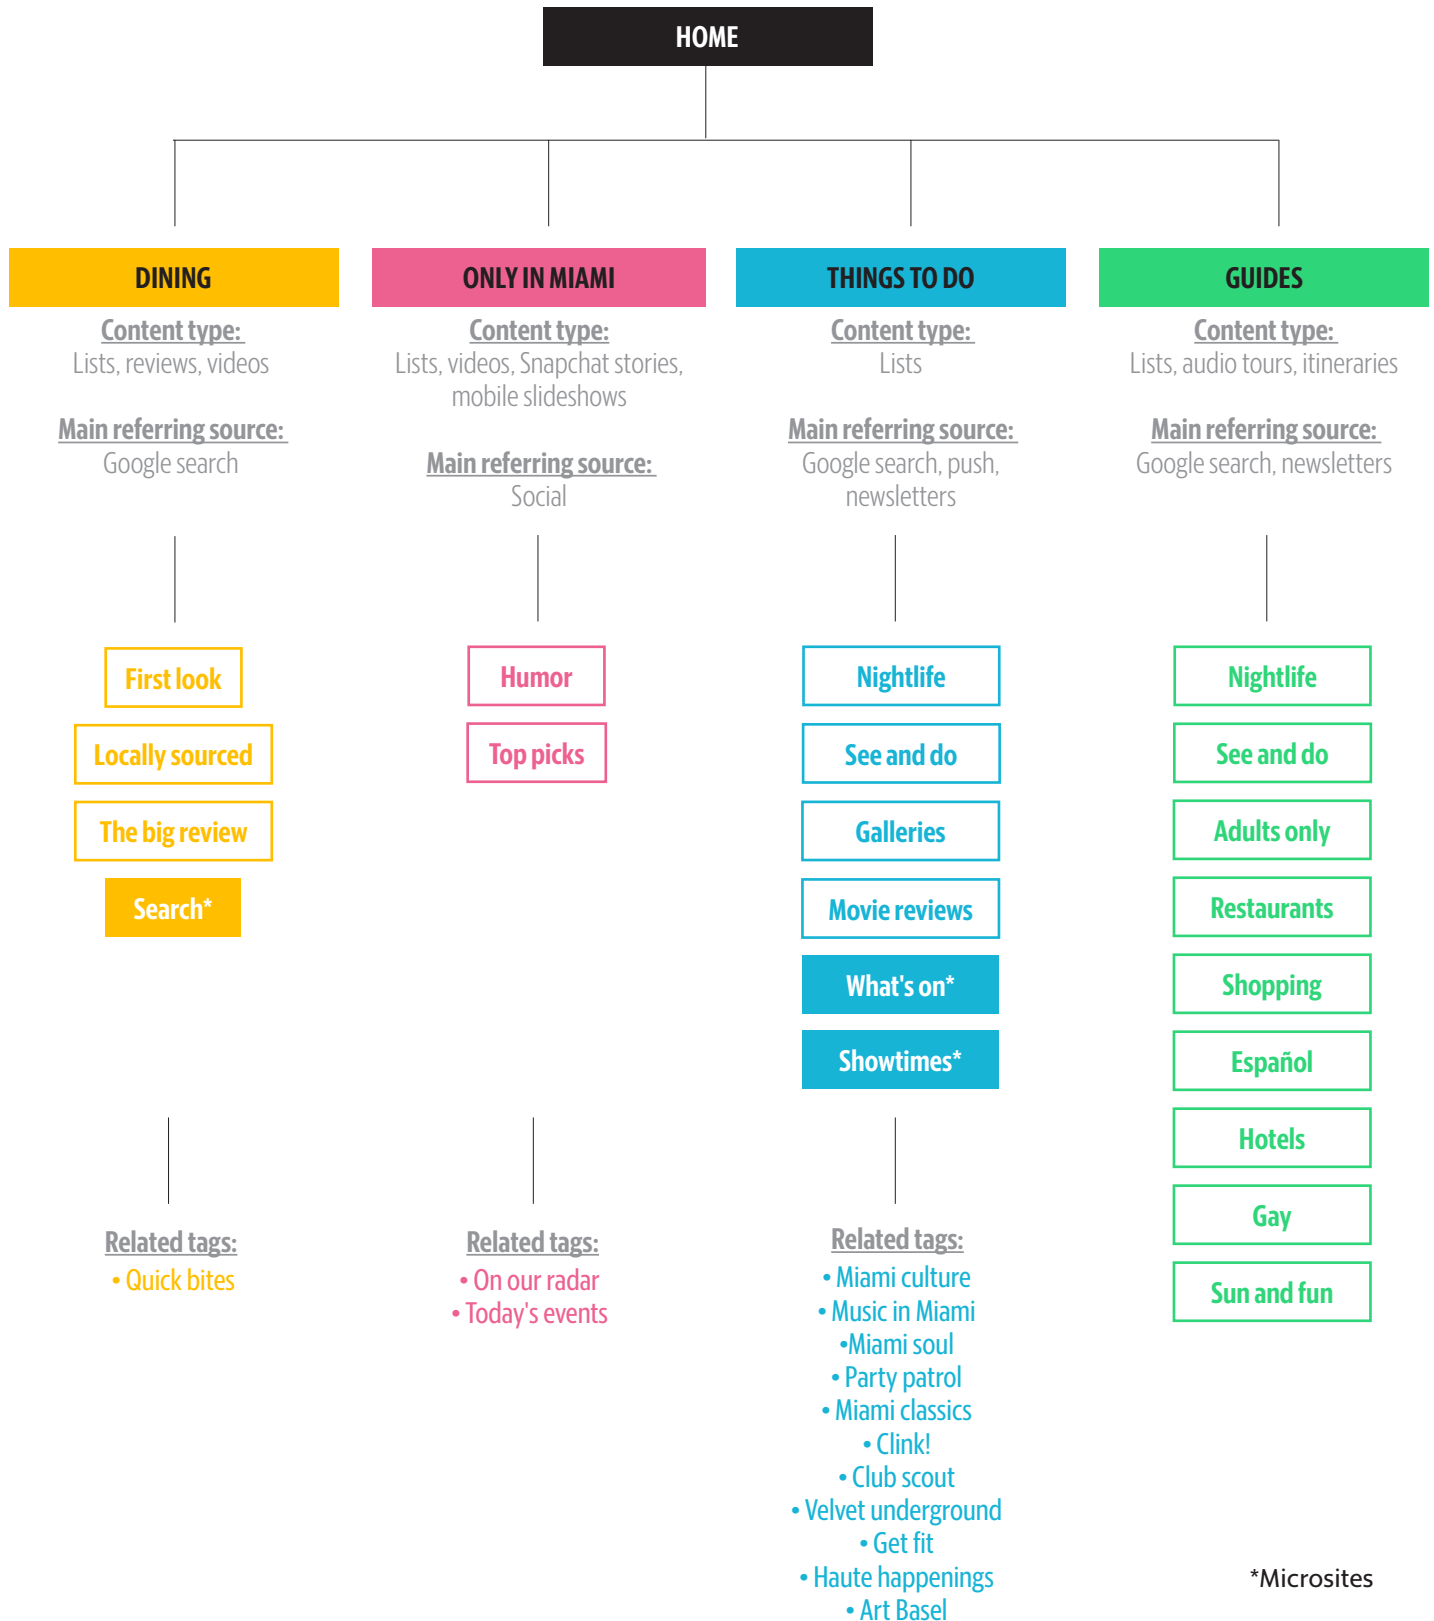 HOME
DINING
Content type:
Lists, reviews, videos
Main referring source:
Google search
First look
Locally sourced
The big review
Search*
Related tags:
• Quick bites
ONLY IN MIAMI
Content type:
Lists, videos, Snapchat stories,
mobile slideshows
Main referring source:
Social
Humor
Top picks
Related tags:
• On our radar
• Today's events
THINGS TO DO
Content type:
Lists
Main referring source:
Google search, push,
newsletters
Nightlife
See and do
Galleries
Movie reviews
What's on*
Showtimes*
Related tags:
• Miami culture
• Music in Miami
•Miami soul
• Party patrol
• Miami classics
• Clink!
• Club scout
• Velvet underground
• Get fit
• Haute happenings
• Art Basel
GUIDES
Content type:
Lists, audio tours, itineraries
Main referring source:
Google search, newsletters
Nightlife
See and do
Adults only
Restaurants
Shopping
Español
Hotels
Gay
Sun and fun
*Microsites